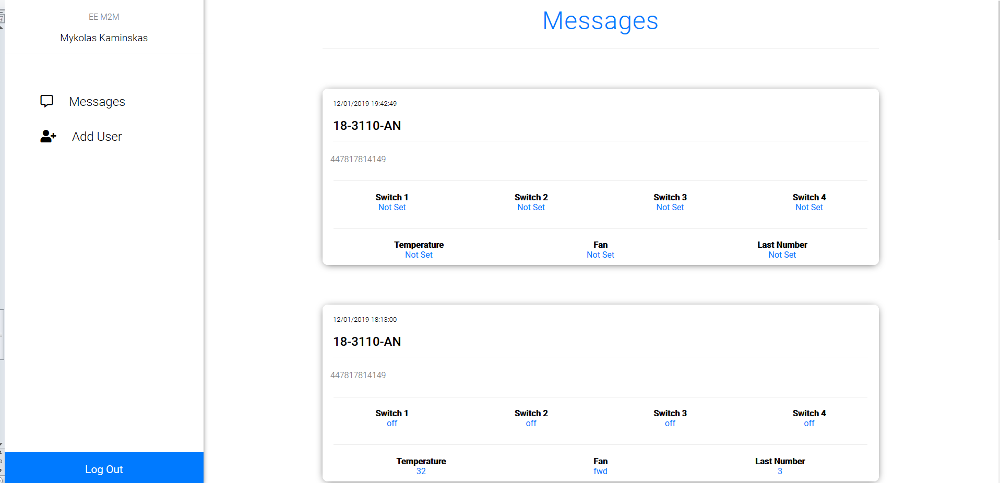 EE M2M
Mykolas Kaminskas
Messages
Add User
Log Out
Messages
12/01/2019 19:42:49
18-3110-AN
447817814149
Switch 1 Switch 2 Switch 3 Switch 4
Not Set Not Set Not Set Not Set
Temperature Fan Last Number
Not Set Not Set Not Set
12/01/2019 18:13:00
18-3110-AN
447817814149
Switch 1 Switch 2 Switch 3 Switch 4
off off off off
Temperature Fan Last Number
32 fwd 3